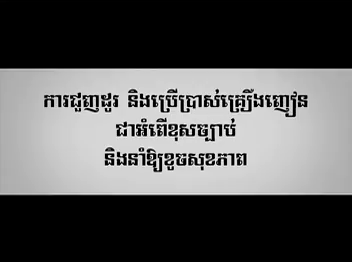 ការជួញដូរ និងប្រើប្រាស់គ្រឿងញៀន
ជាអំពើខុសច្បាប់
និងនាំឱ្យខូចសុខភាព